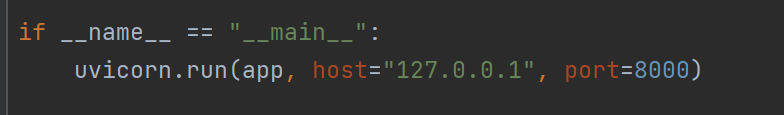 if __name__ == "__main__":
    uvicorn.run(app, host="127.0.0.1", port=8000)